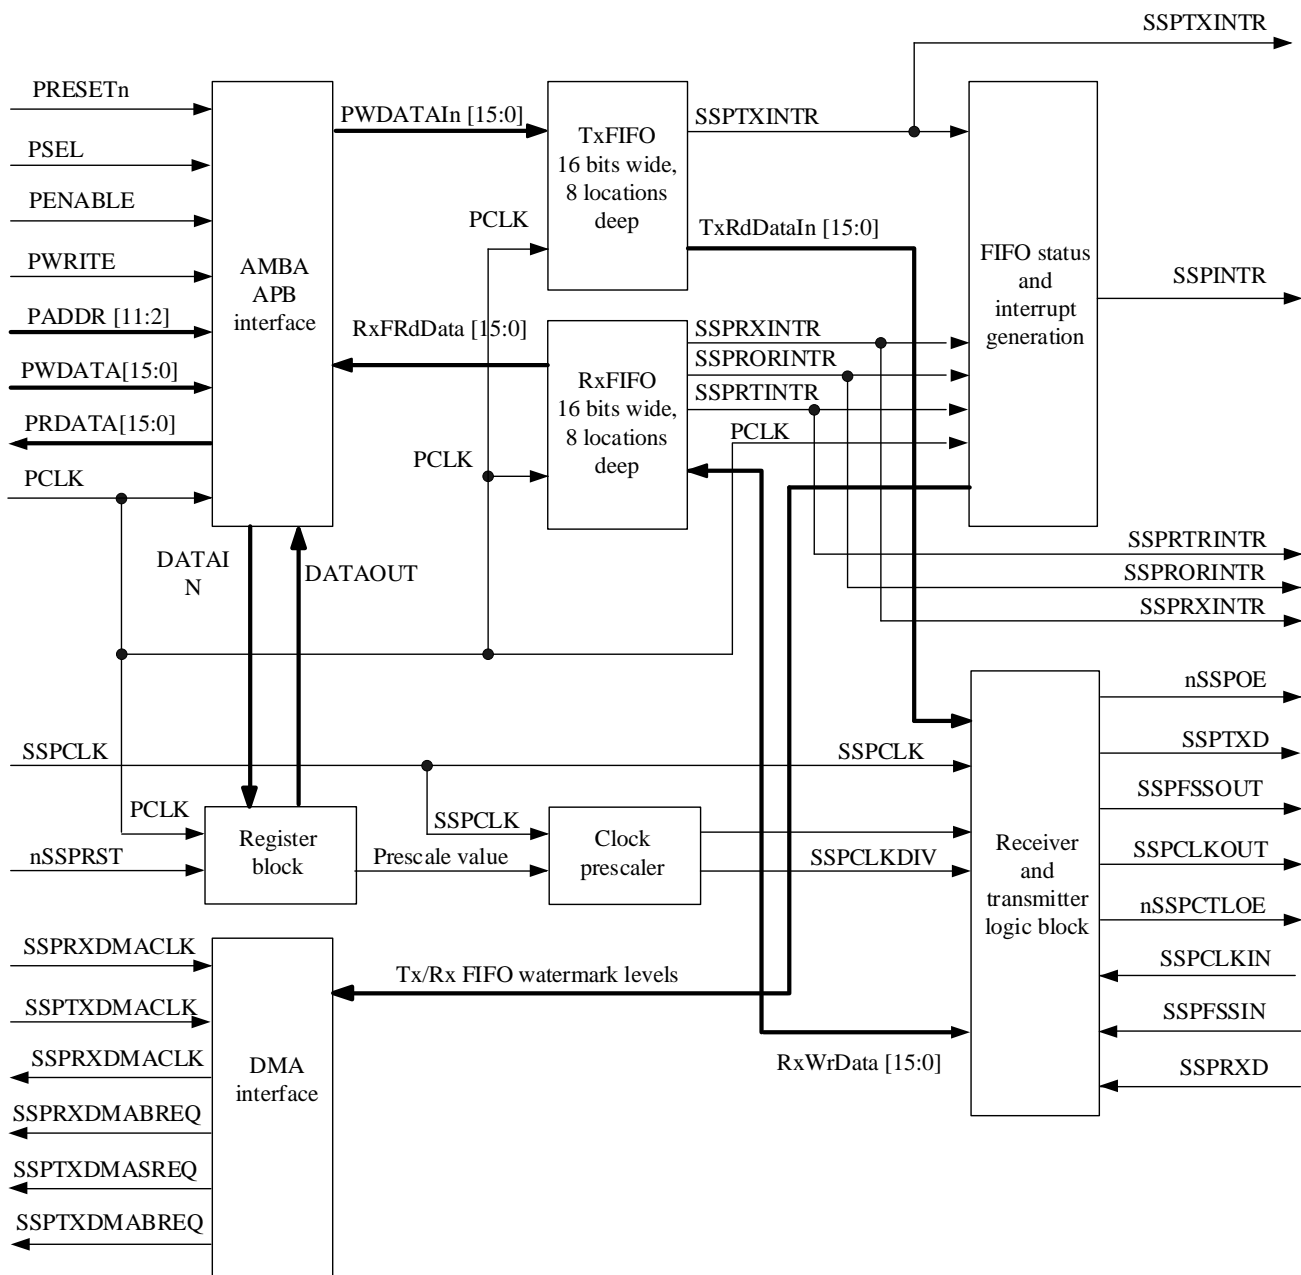 SSPTXINTR
PRESETn
PSEL
PENABLE
PWRITE
PADDR [11:2]
PWDATA[15:0]
PRDATA[15:0]
PCLK
AMBA
APB
interface
PWDATAIn [15:0]
PCLK
RxFRdData [15:0]
PCLK
TxFIFO
16 bits wide,
8 locations
deep
RxFIFO
16 bits wide,
8 locations
deep
SSPTXINTR
TxRdDataIn [15:0]
SSPRXINTR
SSPRORINTR
SSPRTINTR
PCLK
FIFO status
and
interrupt
generation
SSPINTR
DATAI
N
DATAOUT
SSPRTRINTR
SSPRORINTR
SSPRXINTR
SSPCLK
PCLK
nSSPRST
Register
block
SSPCLK
Prescale value
Clock
prescaler
SSPCLK
SSPCLKDIV
Receiver
and
transmitter
logic block
nSSPOE
SSPTXD
SSPFSSOUT
SSPCLKOUT
nSSPCTLOE
SSPCLKIN
SSPFSSIN
SSPRXD
SSPRXDMACLK
SSPTXDMACLK
SSPRXDMACLK
SSPRXDMABREQ
SSPTXDMASREQ
SSPTXDMABREQ
DMA
interface
Tx/Rx FIFO watermark levels
RxWrData [15:0]